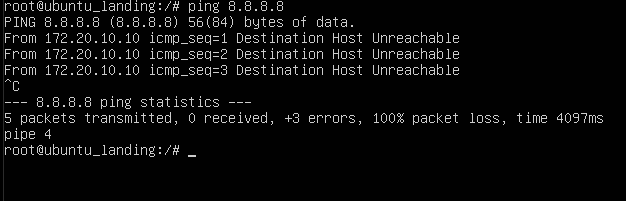 root@ubuntu_landing:/# ping 8.8.8.8
PING 8.8.8.8 (8.8.8.8) 56(84) bytes of data.
From 172.20.10.10 icmp_seq=1 Destination Host Unreachable
From 172.20.10.10 icmp_seq=2 Destination Host Unreachable
From 172.20.10.10 icmp_seq=3 Destination Host Unreachable
^C
--- 8.8.8.8 ping statistics ---
5 packets transmitted, 0 received, +3 errors, 100% packet loss, time 4097ms
pipe 4
root@ubuntu_landing:/# _